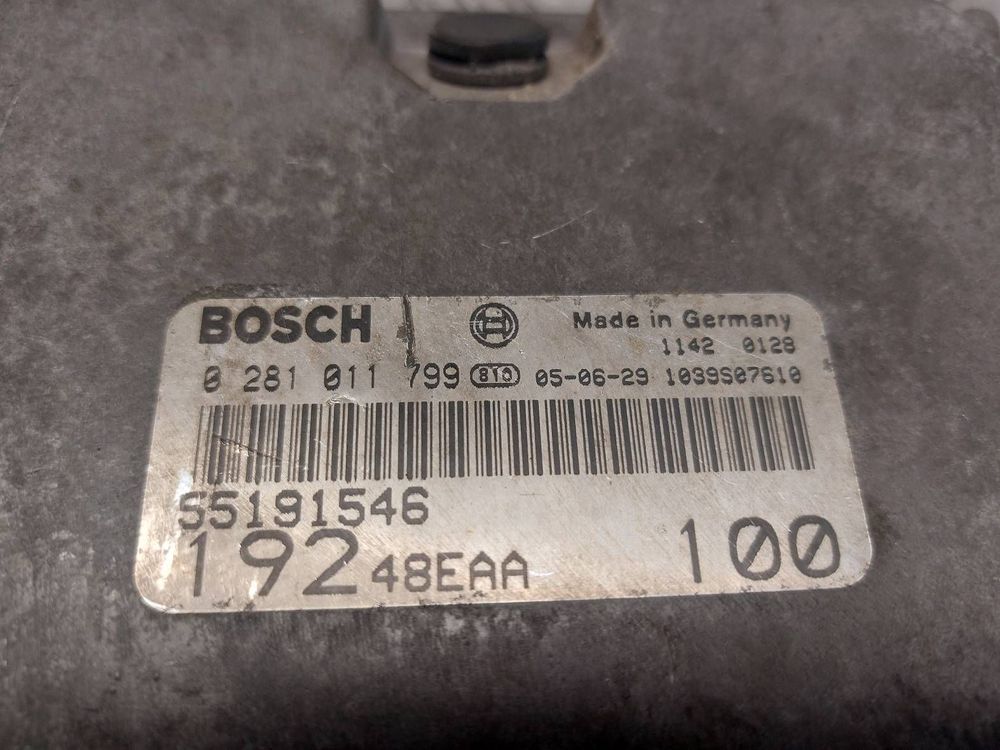 BOSCH
Made in Germany
1142 0128
0 281 011 799 810 05-06-29 1039S07610
55191546
192 48EAA 100